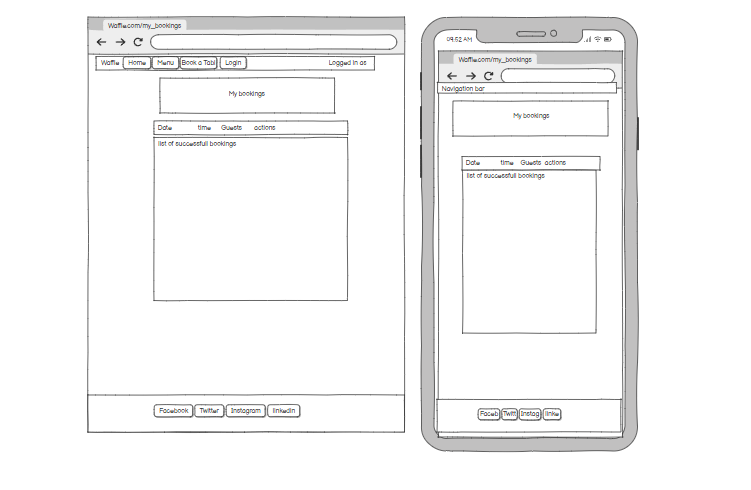 Waffle.com/my_bookings
Waffle Home Menu Book a Tabl Login Logged in as
My bookings
Date time Guests actions
list of successfull bookings
Facebook Twitter Instagram linkedin
09:52 AM
Waffle.com/my_bookings
Navigation bar
My bookings
Date time Guests actions
list of successfull bookings
Faceb Twitt Instag linke